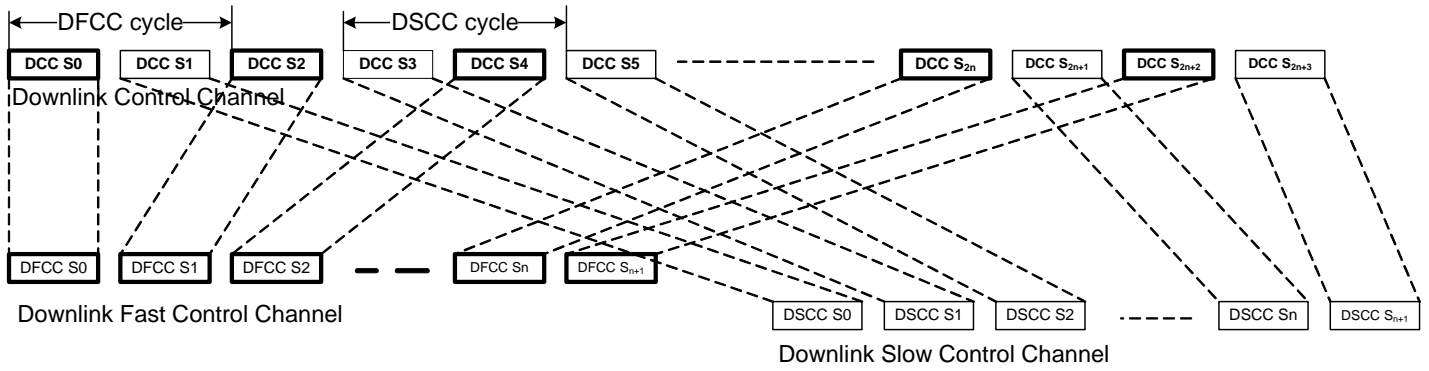 DFCC cycle DSCC cycle
DCC S0 DCC S1 DCC S2 DCC S3 DCC S4 DCC S5 DCC S2n DCC S2n+1 DCC S2n+2 DCC S2n+3
Downlink Control Channel
DFCC S0 DFCC S1 DFCC S2 DFCC Sn DFCC Sn+1
Downlink Fast Control Channel
DSCC S0 DSCC S1 DSCC S2 DSCC Sn DSCC Sn+1
Downlink Slow Control Channel